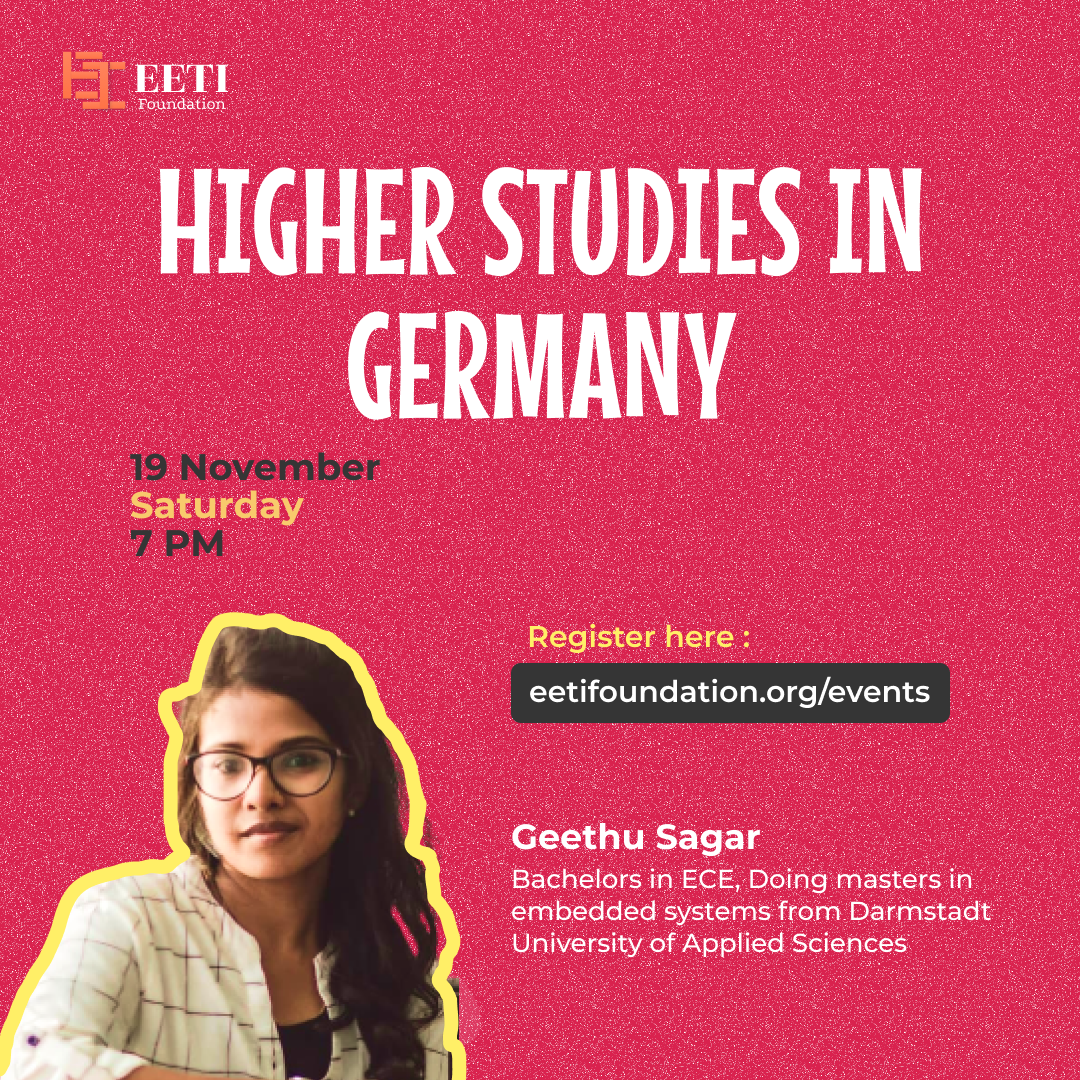 EETI
Foundation
HIGHER STUDIES IN
GERMANY
19 November
Saturday
7 PM
Register here :
eetifoundation.org/events
Geethu Sagar
Bachelors in ECE, Doing masters in
embedded systems from Darmstadt
University of Applied Sciences